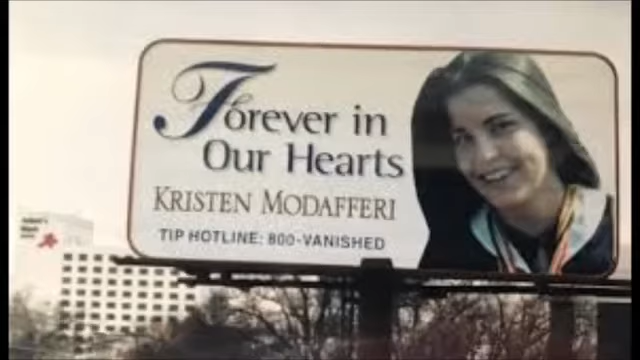 Forever in
Our Hearts
KRISTEN MODAFFERI
TIP HOTLINE: 800-VANISHED